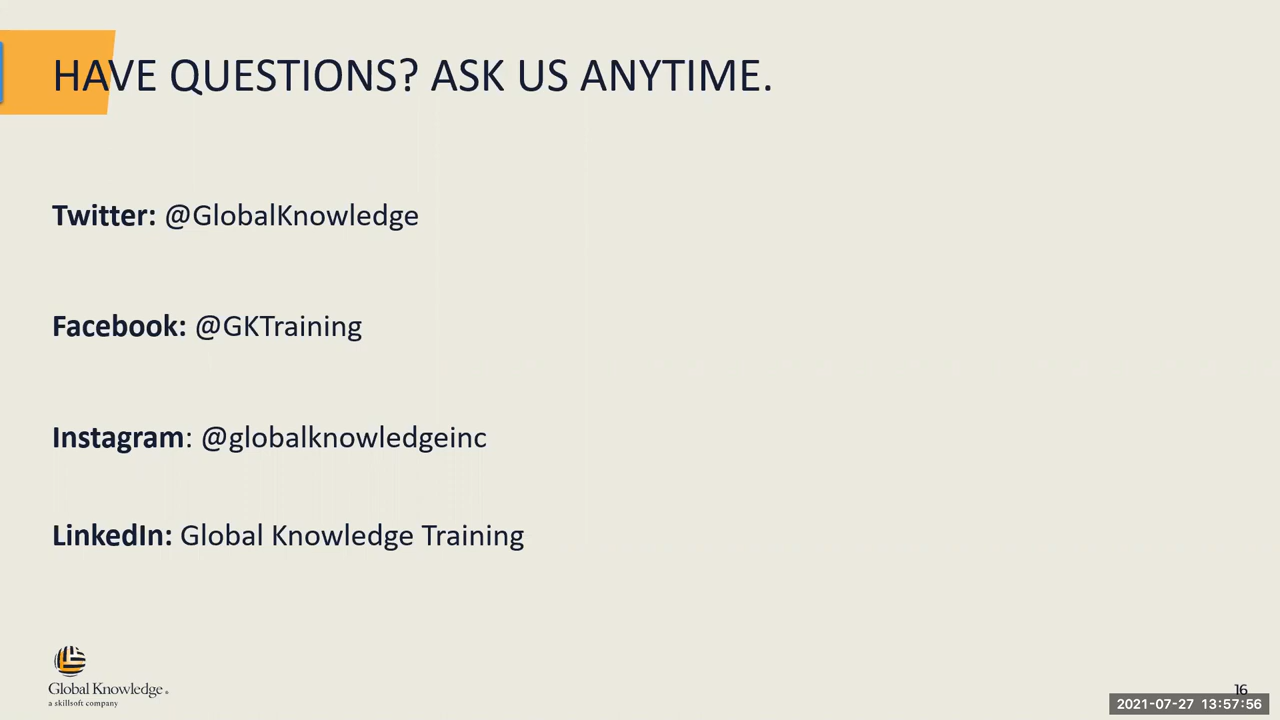 HAVE QUESTIONS? ASK US ANYTIME.
Twitter: @GlobalKnowledge
Facebook: @GKTraining
Instagram: @globalknowledgeinc
LinkedIn: Global Knowledge Training
Global Knowledge®
a skillsoft company
16
2021-07-27 13:57:56